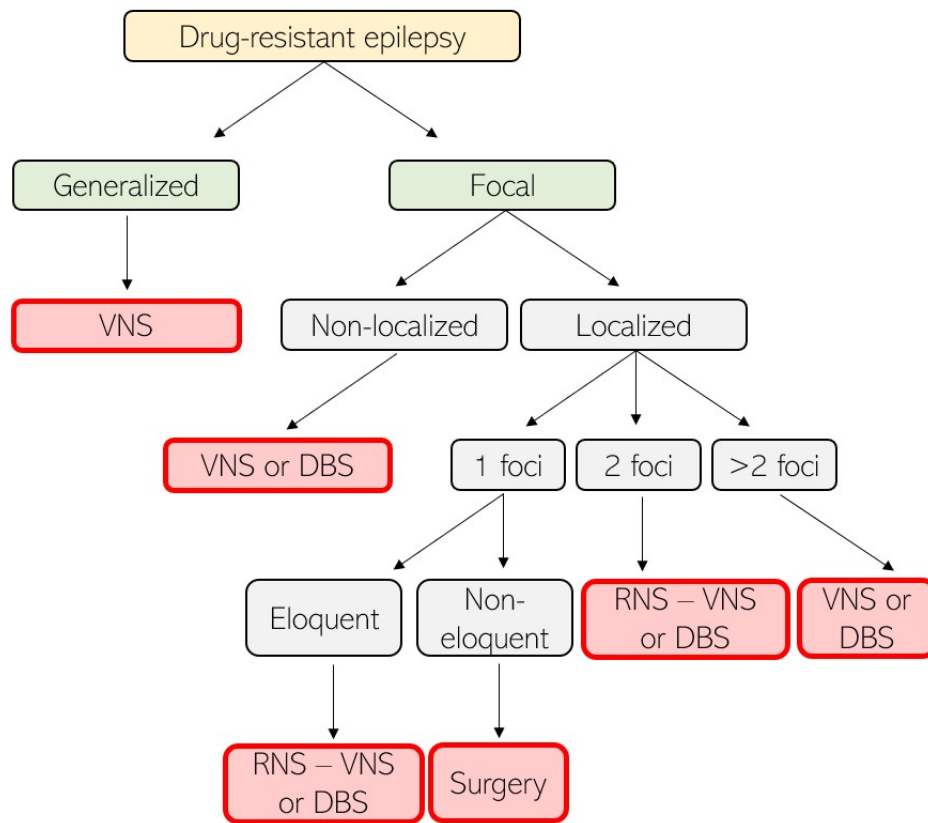 Drug-resistant epilepsy
Generalized
Focal
VNS
Non-localized
Localized
VNS or DBS
1 foci
2 foci
>2 foci
Eloquent
Non-
eloquent
RNS – VNS
or DBS
VNS or
DBS
RNS – VNS
or DBS
Surgery